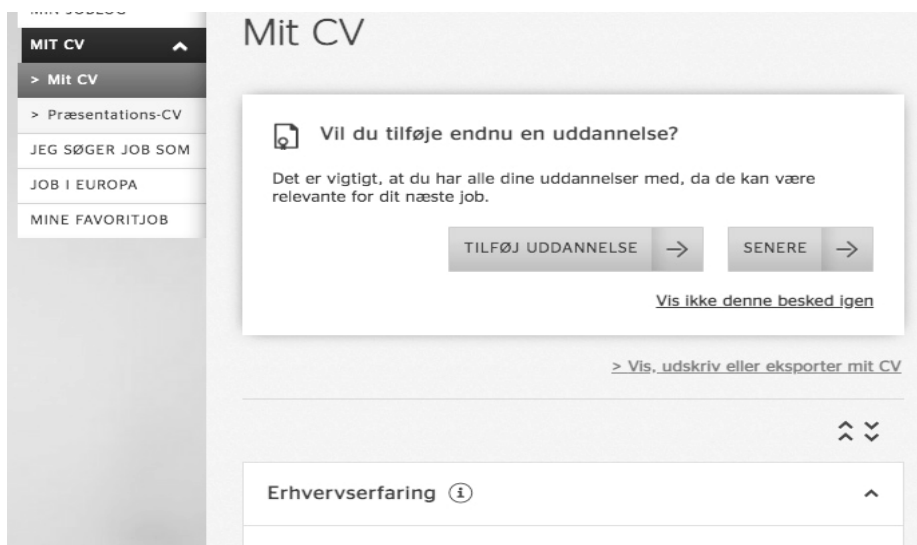 MIT CV
> Mit CV
> Præsentations-CV
JEG SØGER JOB SOM
JOB I EUROPA
MINE FAVORITJOB
Mit CV
Vil du tilføje endnu en uddannelse?
Det er vigtigt, at du har alle dine uddannelser med, da de kan være
relevante for dit næste job.
TILFØJ UDDANNELSE
SENERE
Vis ikke denne besked igen
> Vis, udskriv eller eksporter mit CV
Erhvervserfaring